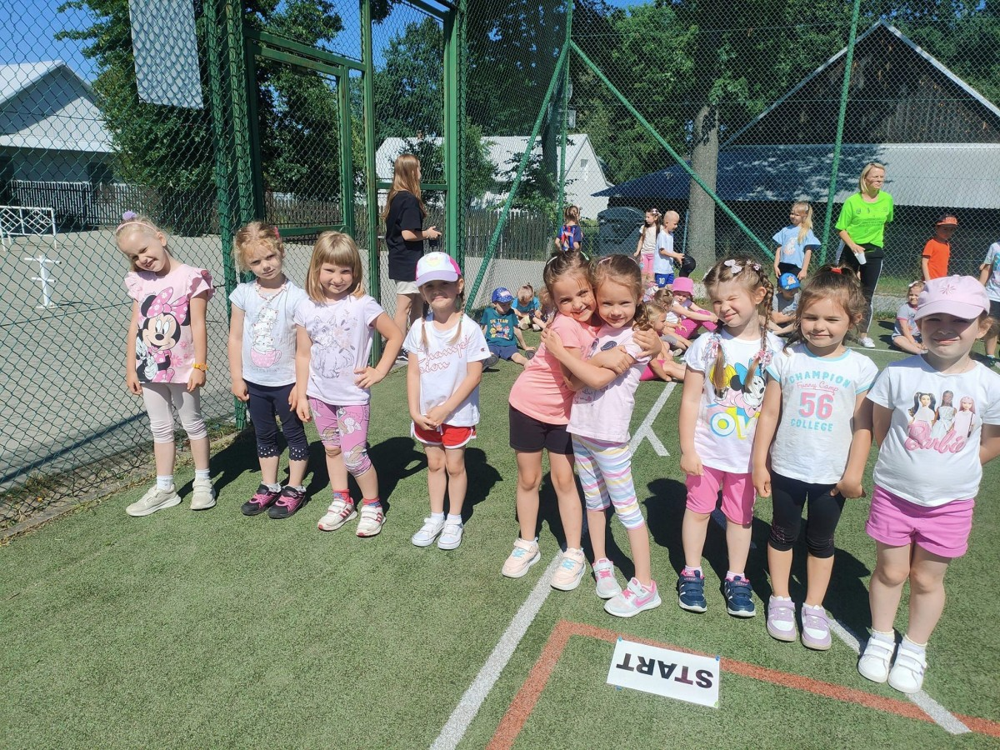 Champion
CHAMPION
Funny Camp
56
COLLEGE
Barbie
START